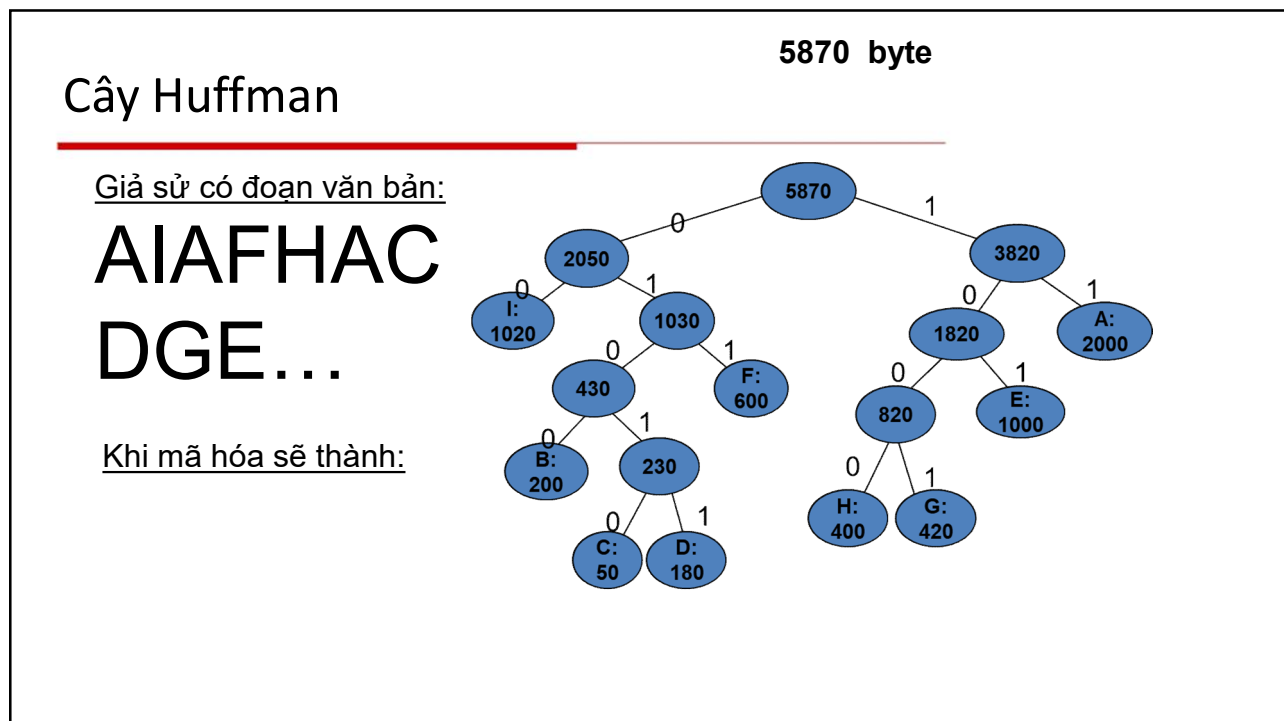 5870 byte
Cây Huffman
Giả sử có đoạn văn bản:
AIAFHAC
DGE…
Khi mã hóa sẽ thành:
5870
0
1
2050
3820
0
1
0
1
I:
1020
1030
1820
A:
2000
0
1
0
1
430
F:
600
820
E:
1000
0
1
0
1
B:
200
230
H:
400
G:
420
0
1
C:
50
D:
180